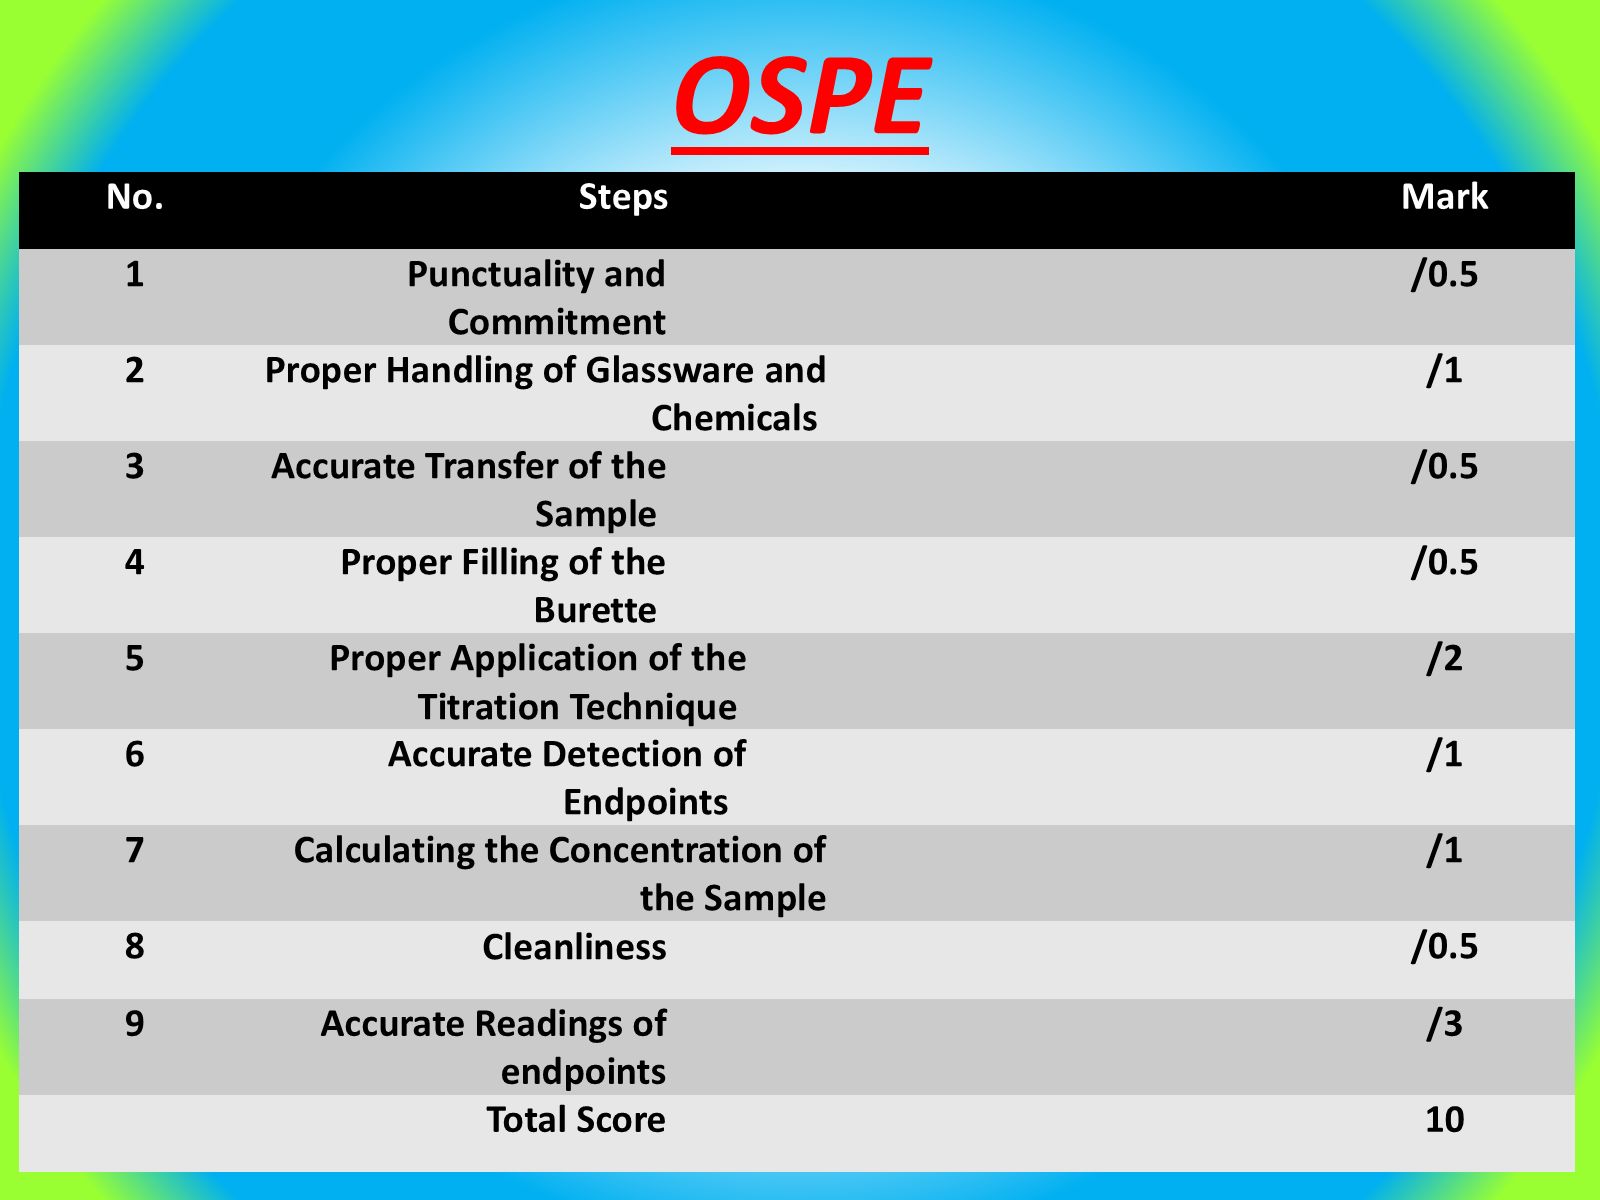 OSPE
No. Steps Mark
1 Punctuality and /0.5
Commitment
2 Proper Handling of Glassware and /1
Chemicals
3 Accurate Transfer of the /0.5
Sample
4 Proper Filling of the /0.5
Burette
5 Proper Application of the /2
Titration Technique
6 Accurate Detection of /1
Endpoints
7 Calculating the Concentration of /1
the Sample
8 Cleanliness /0.5
9 Accurate Readings of /3
endpoints
Total Score 10